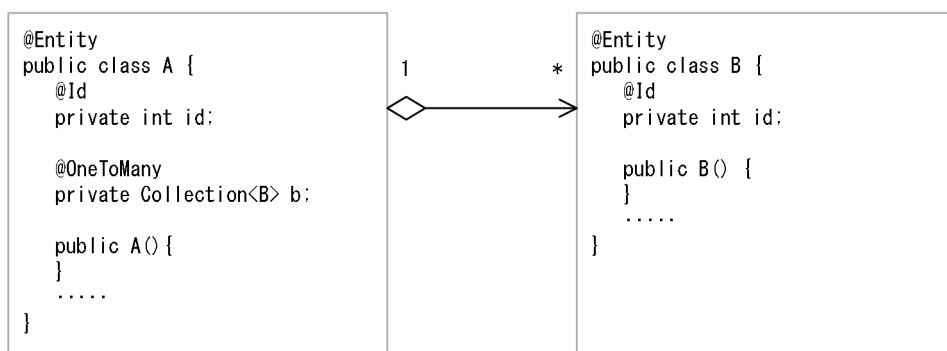 @Entity
public class A {
@Id
private int id;
@OneToMany
private Collection<B> b;
public A(){
}
.....
}
1
*
@Entity
public class B {
@Id
private int id;
public B() {
}
.....
}